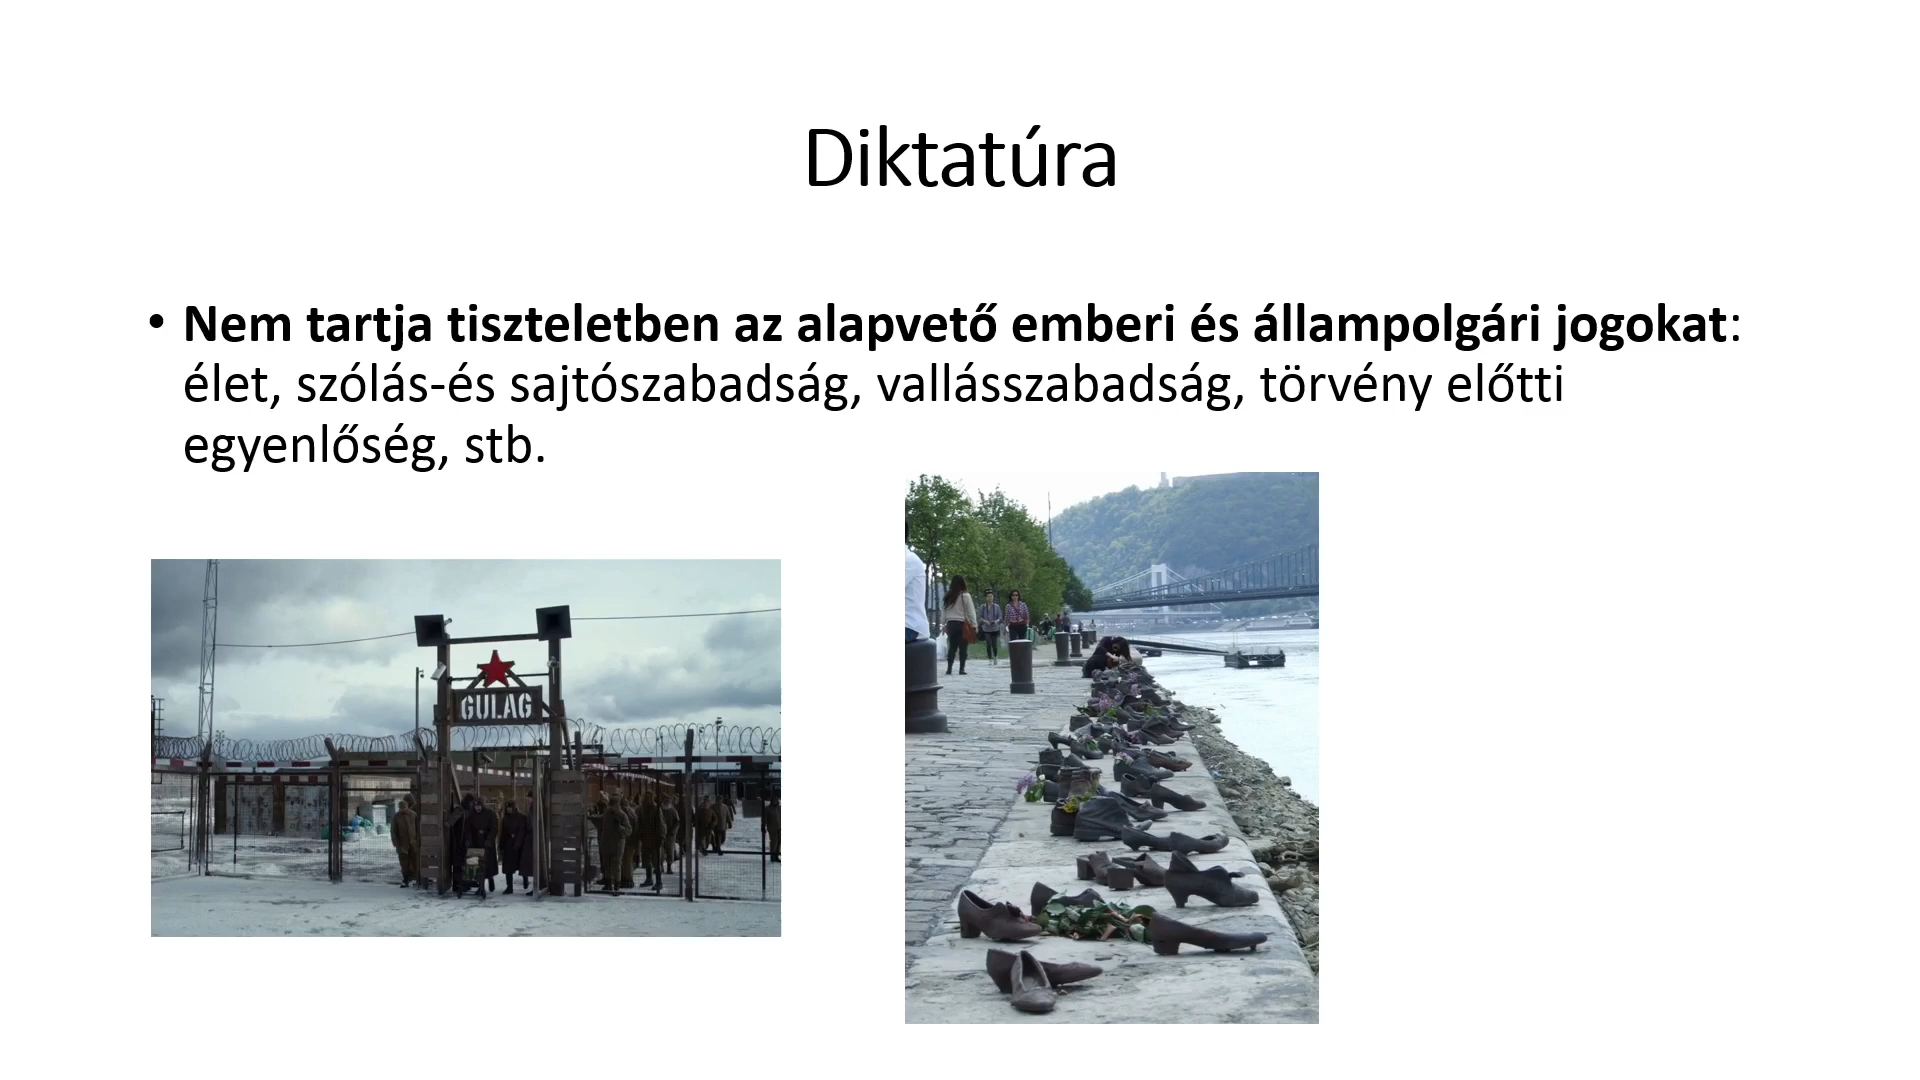 Diktatúra
• Nem tartja tiszteletben az alapvető emberi és állampolgári jogokat:
élet, szólás-és sajtószabadság, vallásszabadság, törvény előtti
egyenlőség, stb.
GULAG